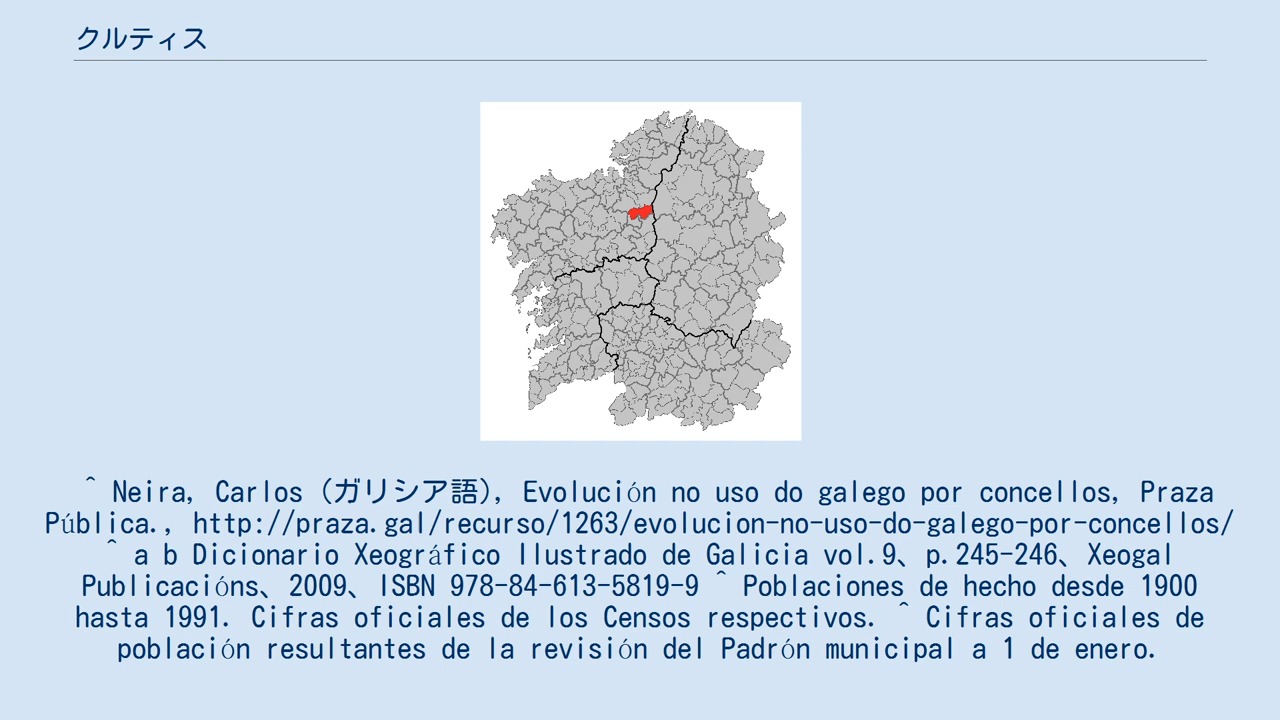 クルティス
^ Neira, Carlos (ガリシア語), Evolución no uso do galego por concellos, Praza
Pública., http://praza.gal/recurso/1263/evolucion-no-uso-do-galego-por-concellos/
^ a b Dicionario Xeográfico Ilustrado de Galicia vol.9、p.245-246、Xeogal
Publicacións、2009、ISBN 978-84-613-5819-9 ^ Poblaciones de hecho desde 1900
hasta 1991. Cifras oficiales de los Censos respectivos. ^ Cifras oficiales de
población resultantes de la revisión del Padrón municipal a 1 de enero.